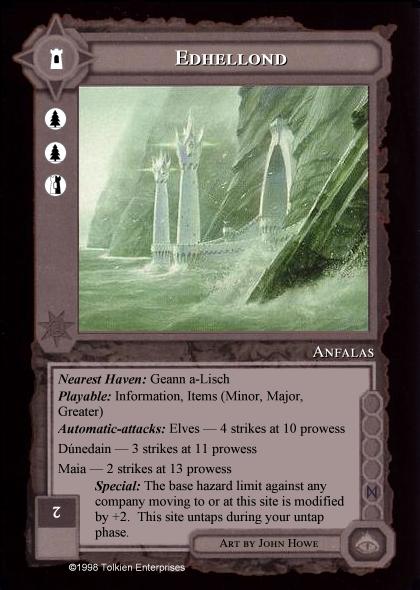 EDHELLOND
ANFALAS
Nearest Haven: Geann a-Lisch
Playable: Information, Items (Minor, Major,
Greater)
Automatic-attacks: Elves — 4 strikes at 10 prowess
Dúnedain — 3 strikes at 11 prowess
Maia — 2 strikes at 13 prowess
Special: The base hazard limit against any
company moving to or at this site is modified
by +2. This site untaps during your untap
phase.
2
ART BY JOHN HOWE
©1998 Tolkien Enterprises